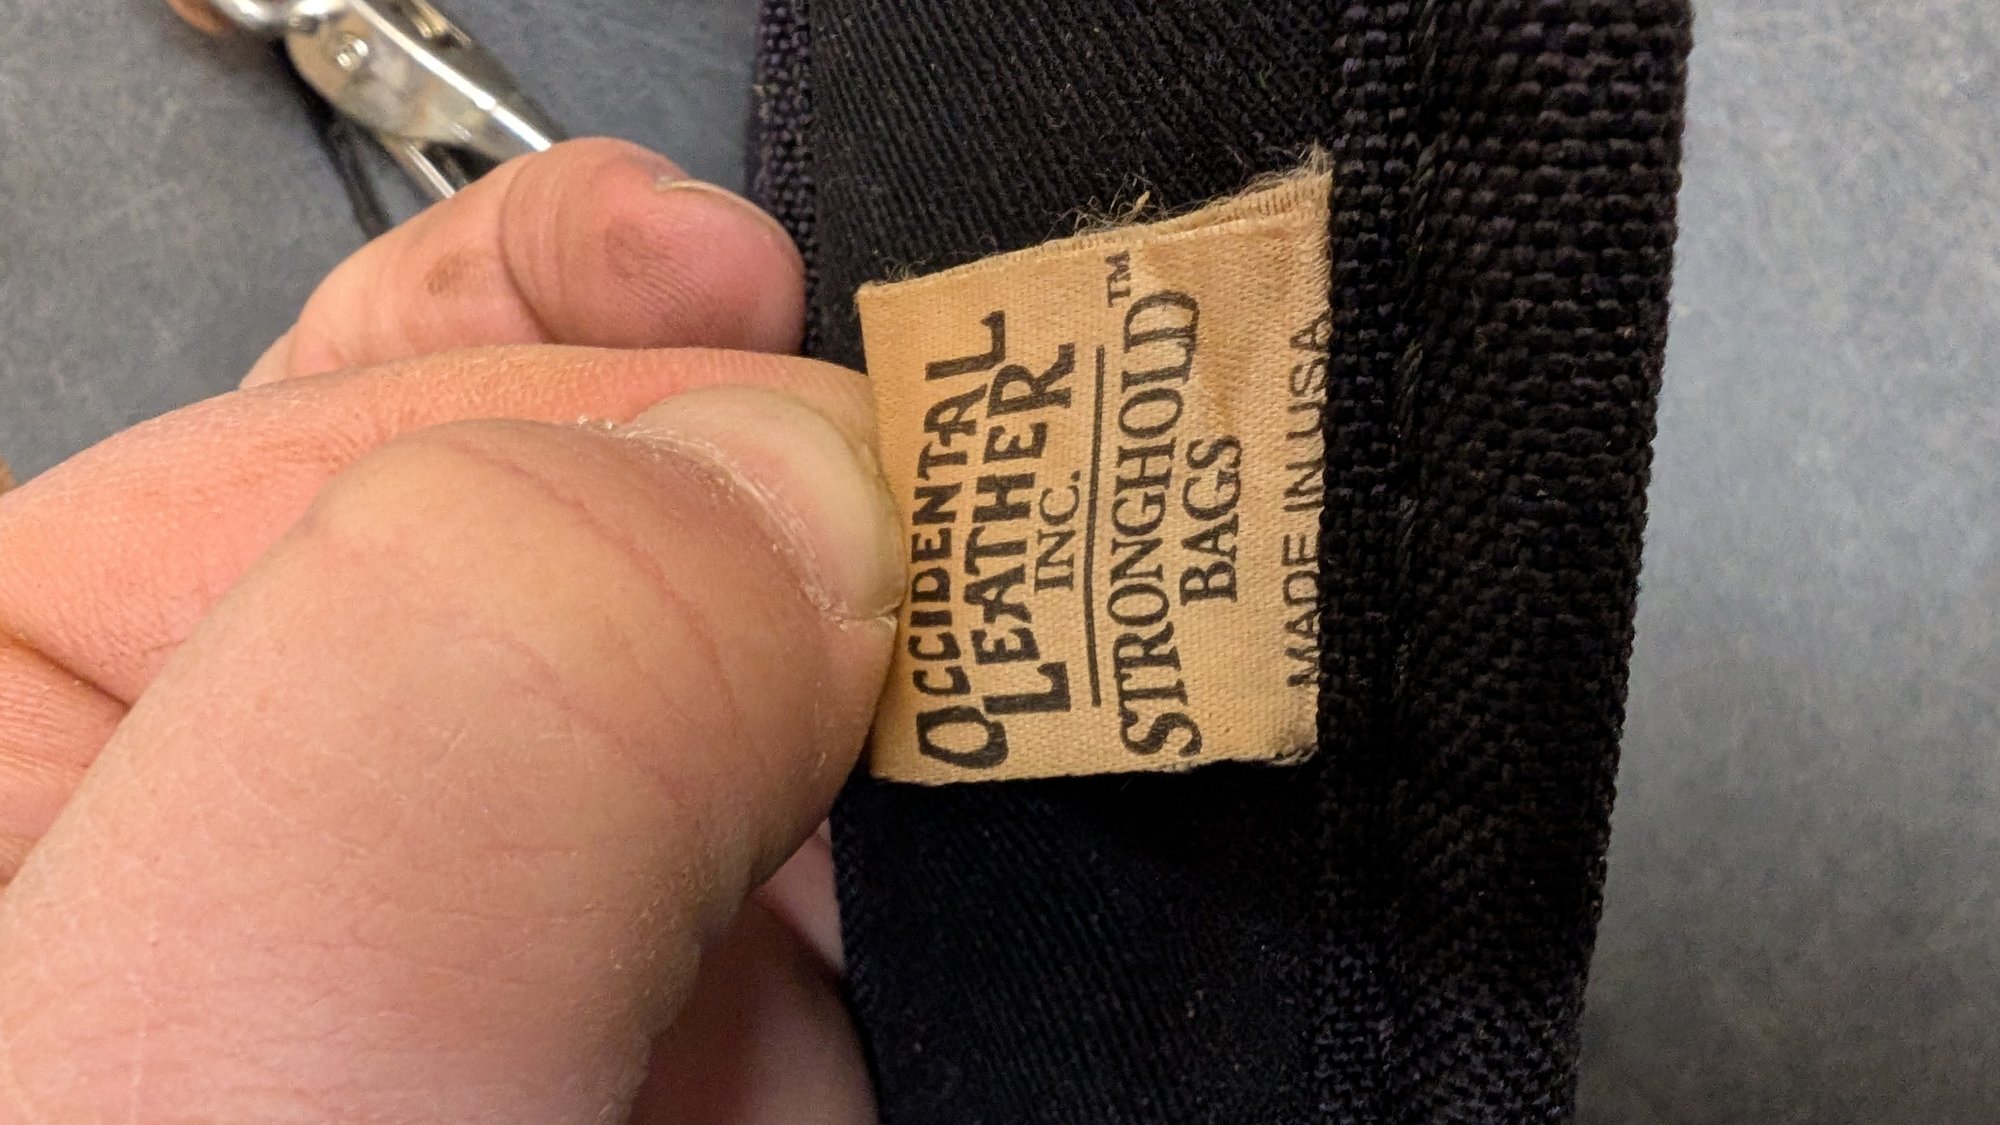 OCCIDENTAL
LEATHER
INC.
STRONGHOLD™
BAGS
MADE IN USA